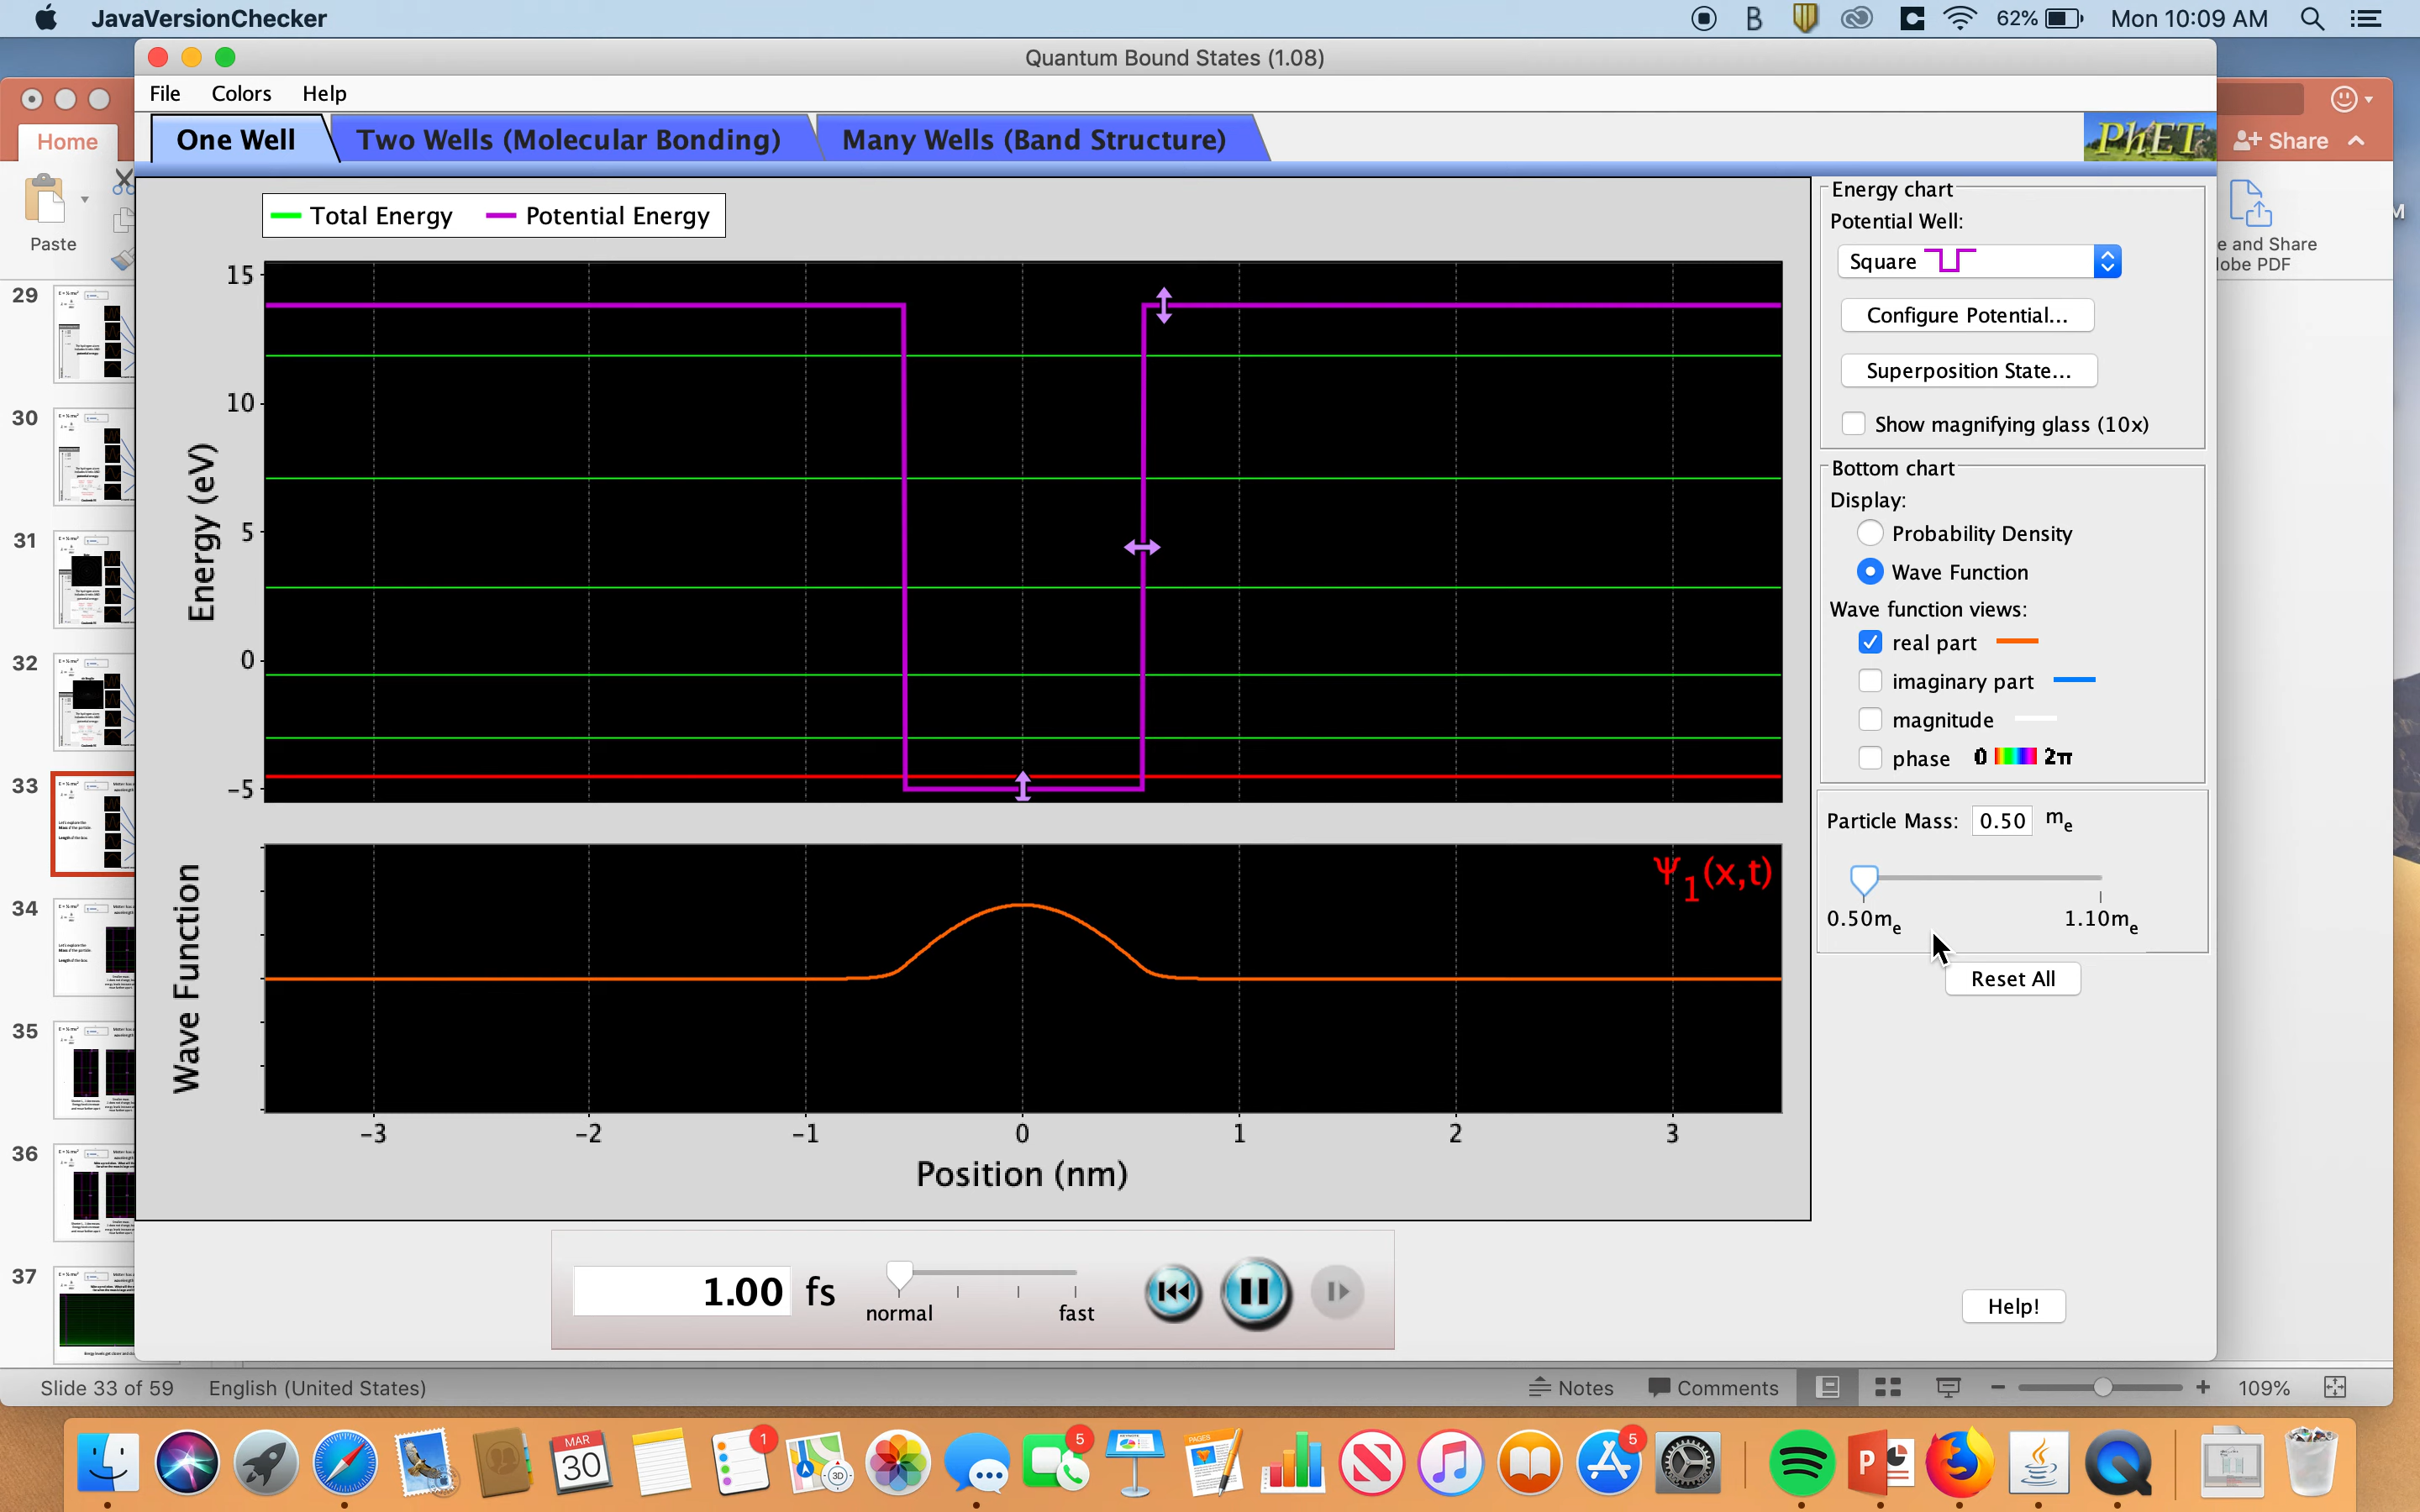 JavaVersionChecker
62%
Mon 10:09 AM
Quantum Bound States (1.08)
File Colors Help
Home
One Well
Two Wells (Molecular Bonding)
Many Wells (Band Structure)
PhET
Share
Paste
e and Share
obe PDF
M
Total Energy
Potential Energy
15
10
5
0
-5
Energy (eV)
Energy chart
Potential Well:
Square
Configure Potential...
Superposition State...
Show magnifying glass (10x)
Bottom chart
Display:
Probability Density
Wave Function
Wave function views:
real part
imaginary part
magnitude
phase 0 2π
Particle Mass: 0.50 mₑ
0.50mₑ
1.10mₑ
Reset All
Ψ₁(x,t)
Wave Function
-3 -2 -1 0 1 2 3
Position (nm)
1.00 fs
normal
fast
Help!
29
30
31
32
33
34
35
36
37
Slide 33 of 59
English (United States)
Notes
Comments
109%
MAR
30
1
3D
5
PAGES
5
P